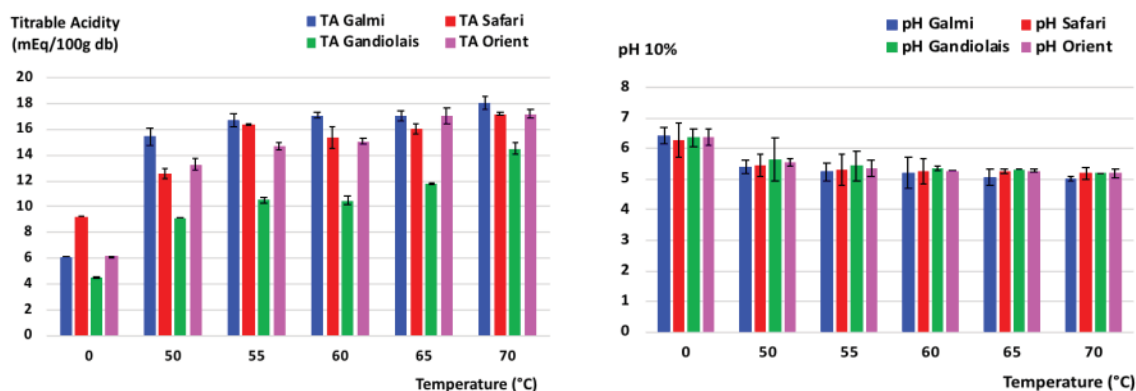 Titrable Acidity
(mEq/100g db)
TA Galmi TA Safari
TA Gandiolais TA Orient
20
18
16
14
12
10
8
6
4
2
0
0 50 55 60 65 70
Temperature (°C)
pH 10%
pH Galmi pH Safari
pH Gandiolais pH Orient
8
7
6
5
4
3
2
1
0
0 50 55 60 65 70
Temperature (°C)